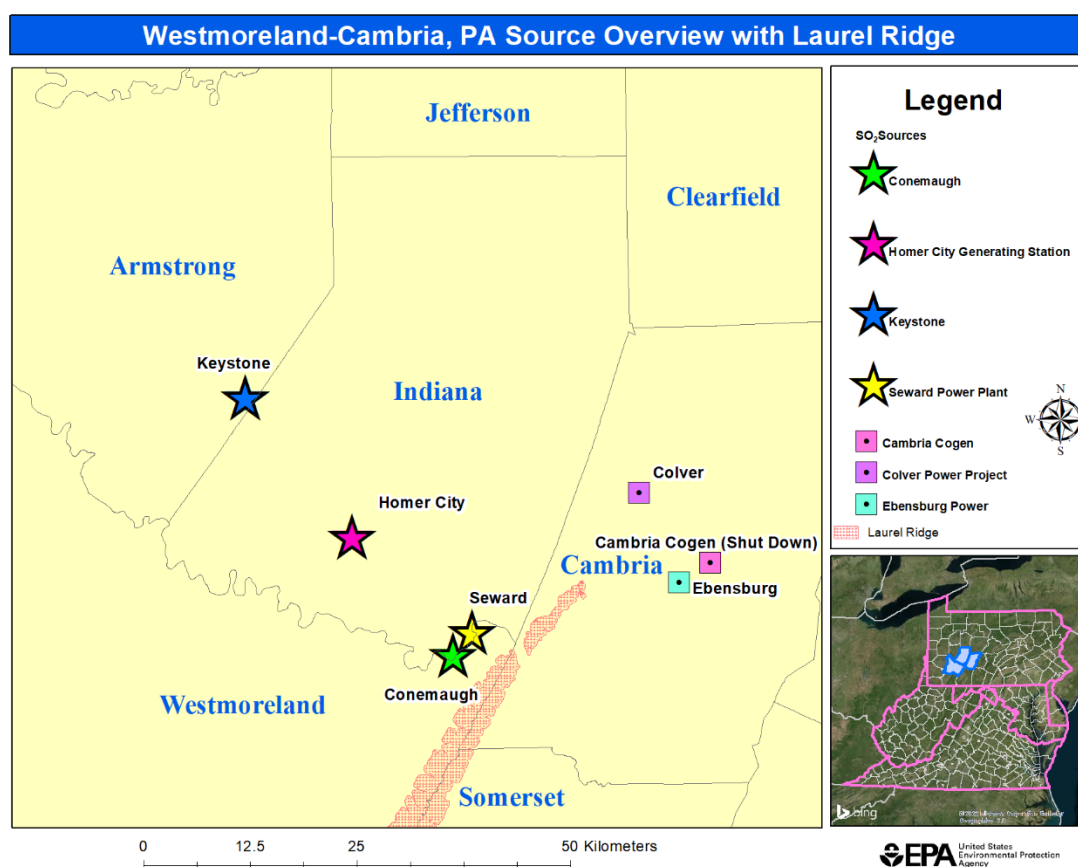 Westmoreland-Cambria, PA Source Overview with Laurel Ridge
Jefferson
Clearfield
Armstrong
Keystone
Indiana
Colver
Homer City
Cambria Cogen (Shut Down)
Cambria
Ebensburg
Seward
Conemaugh
Westmoreland
Somerset
Legend
SO₂Sources
Conemaugh
Homer City Generating Station
Keystone
Seward Power Plant
N
W E
S
Cambria Cogen
Colver Power Project
Ebensburg Power
Laurel Ridge
bing
0 12.5 25 50 Kilometers
EPA
United States
Environmental Protection
Agency